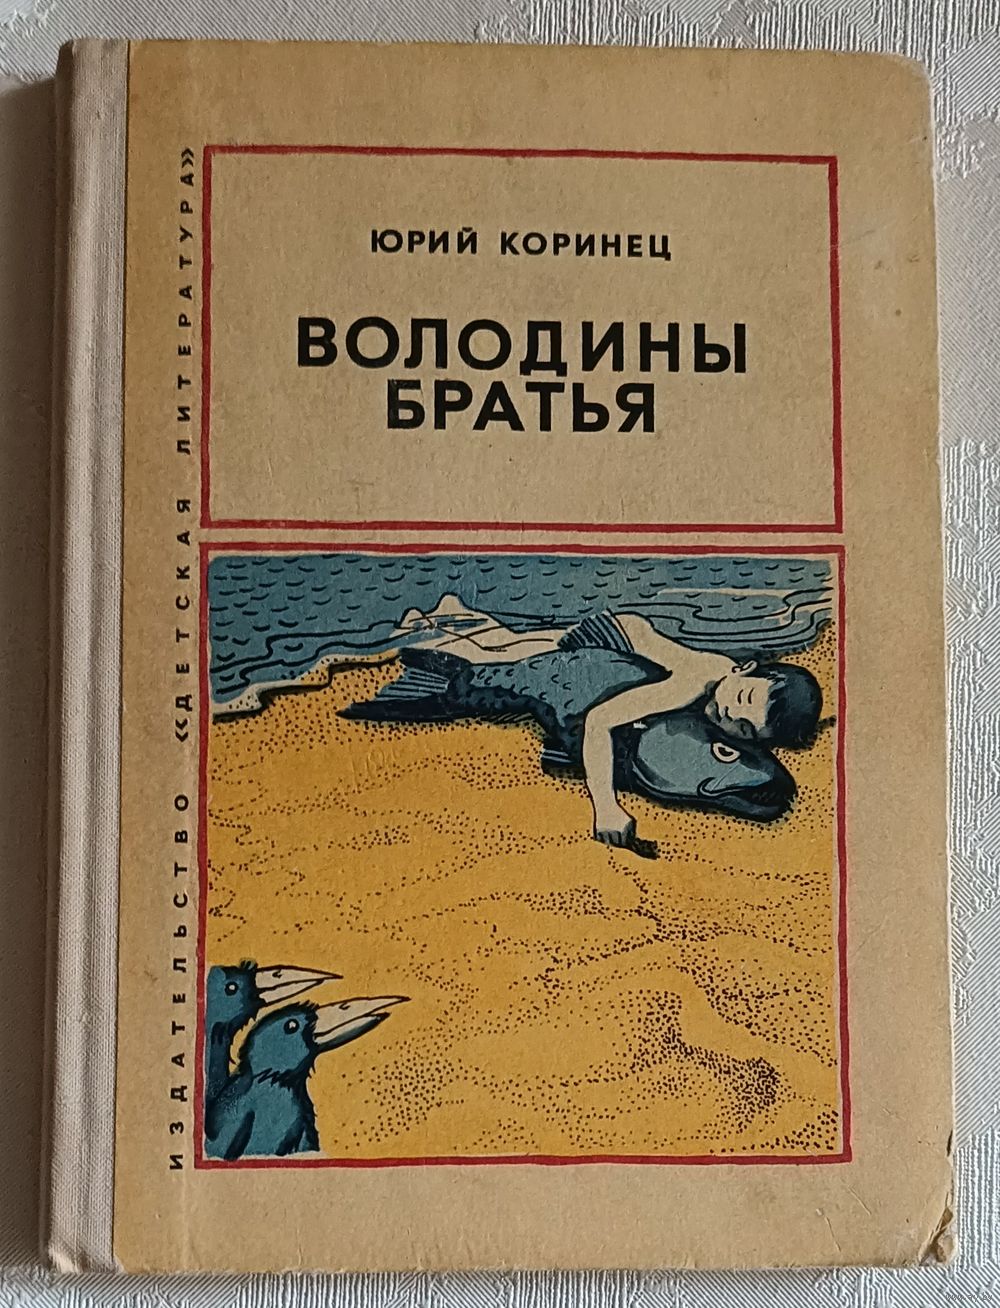 ЮРИЙ КОРИНЕЦ
ВОЛОДИНЫ
БРАТЬЯ
ИЗДАТЕЛЬСТВО «ДЕТСКАЯ ЛИТЕРАТУРА»